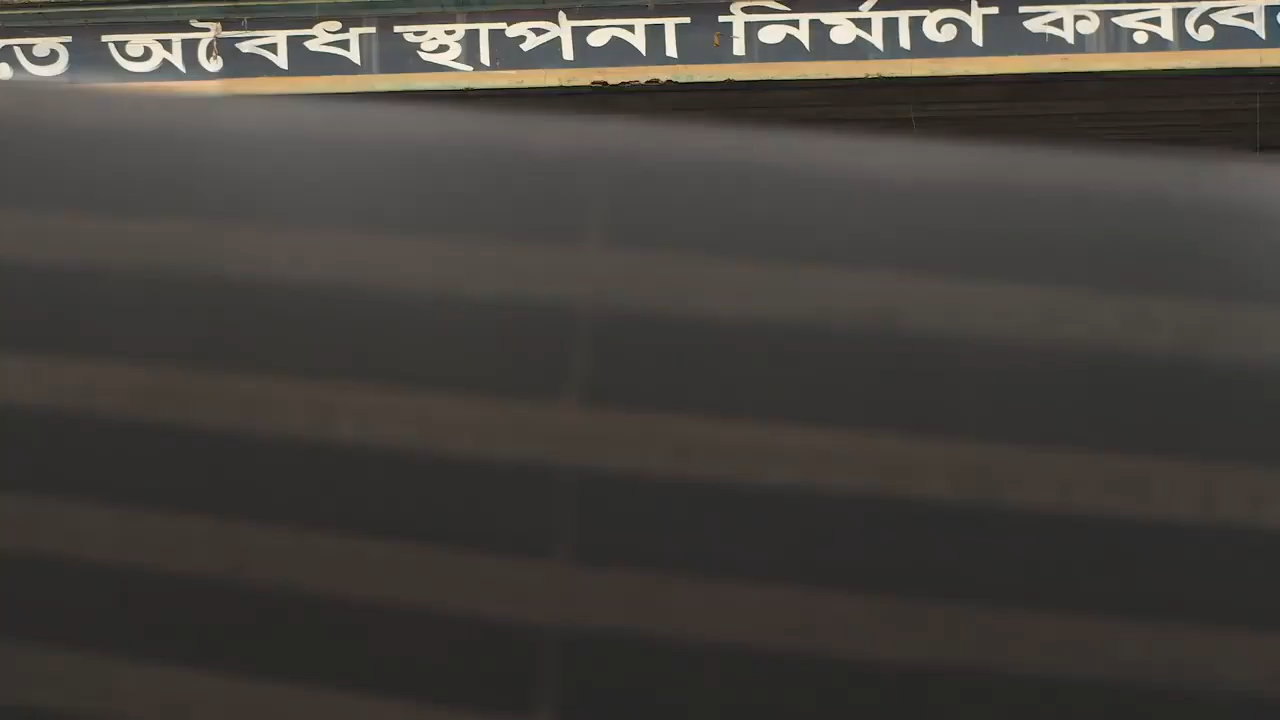 তে অবৈধ স্থাপনা নির্মাণ করবে